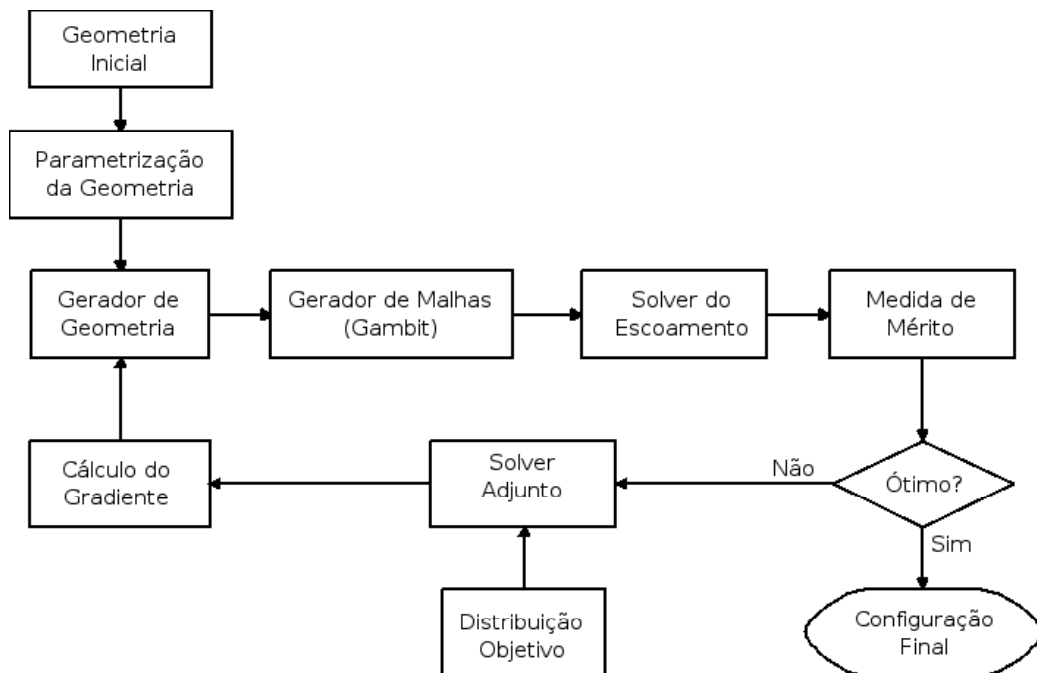 Geometria
Inicial
Parametrização
da Geometria
Gerador de
Geometria
Gerador de Malhas
(Gambit)
Solver do
Escoamento
Medida de
Mérito
Cálculo do
Gradiente
Solver
Adjunto
Não
Ótimo?
Sim
Distribuição
Objetivo
Configuração
Final